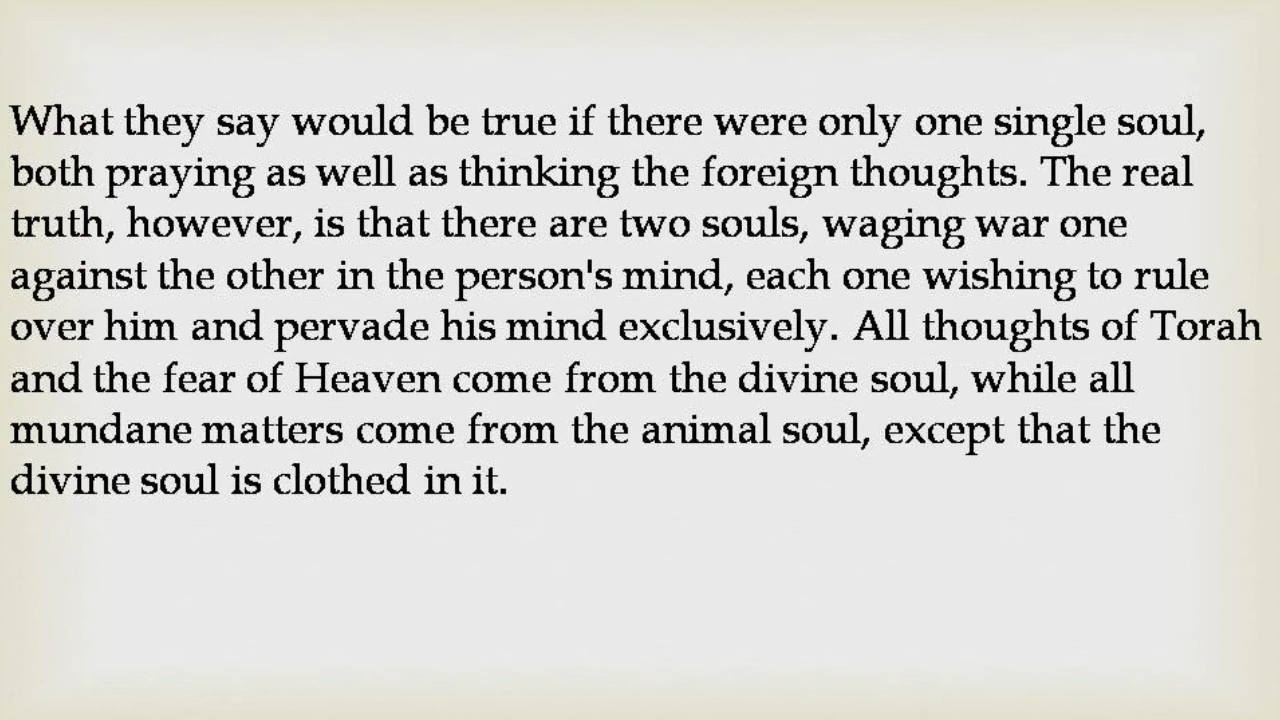 What they say would be true if there were only one single soul,
both praying as well as thinking the foreign thoughts. The real
truth, however, is that there are two souls, waging war one
against the other in the person's mind, each one wishing to rule
over him and pervade his mind exclusively. All thoughts of Torah
and the fear of Heaven come from the divine soul, while all
mundane matters come from the animal soul, except that the
divine soul is clothed in it.